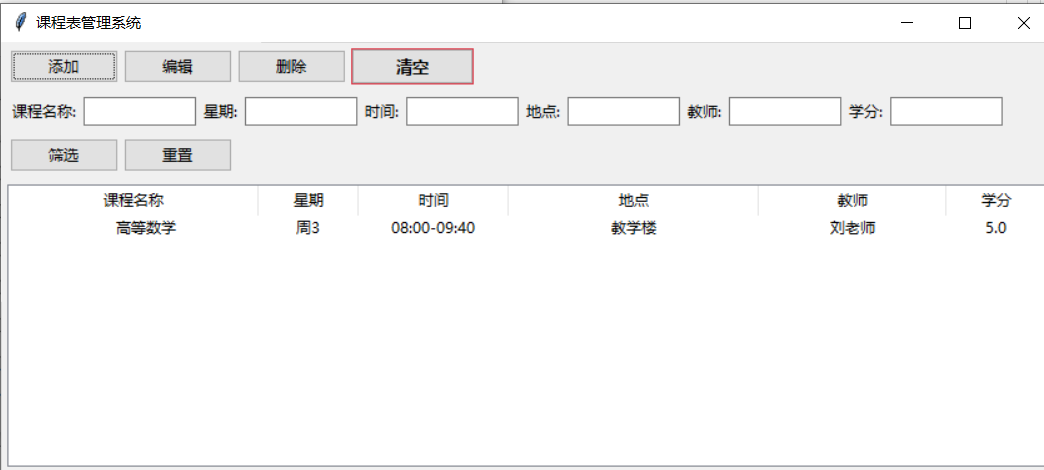 课程表管理系统
添加 编辑 删除 清空
课程名称: 星期: 时间: 地点: 教师: 学分:
筛选 重置
课程名称 星期 时间 地点 教师 学分
高等数学 周3 08:00-09:40 教学楼 刘老师 5.0